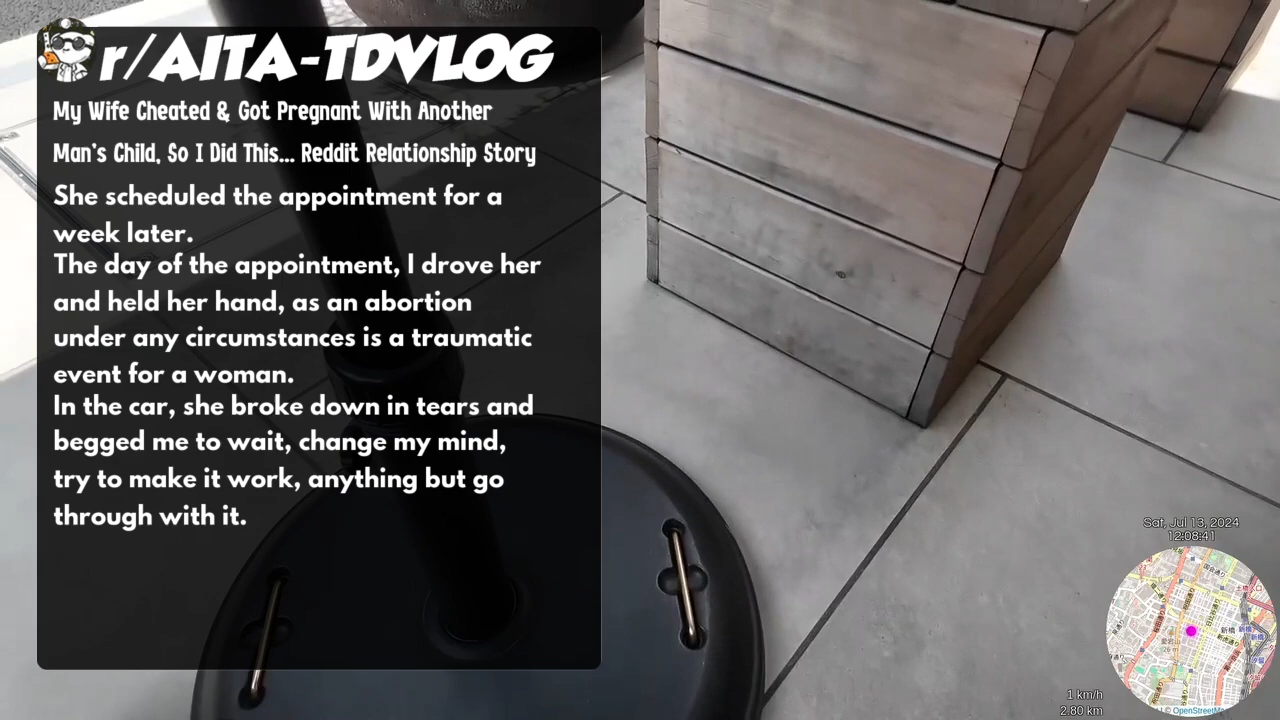 r/AITA-TDVLOG
My Wife Cheated & Got Pregnant With Another
Man's Child, So I Did This... Reddit Relationship Story
She scheduled the appointment for a
week later.
The day of the appointment, I drove her
and held her hand, as an abortion
under any circumstances is a traumatic
event for a woman.
In the car, she broke down in tears and
begged me to wait, change my mind,
try to make it work, anything but go
through with it.
Sat, Jul 13, 2024
12:08:41
新橋
1 km/h
2.80 km
© OpenStreetMa